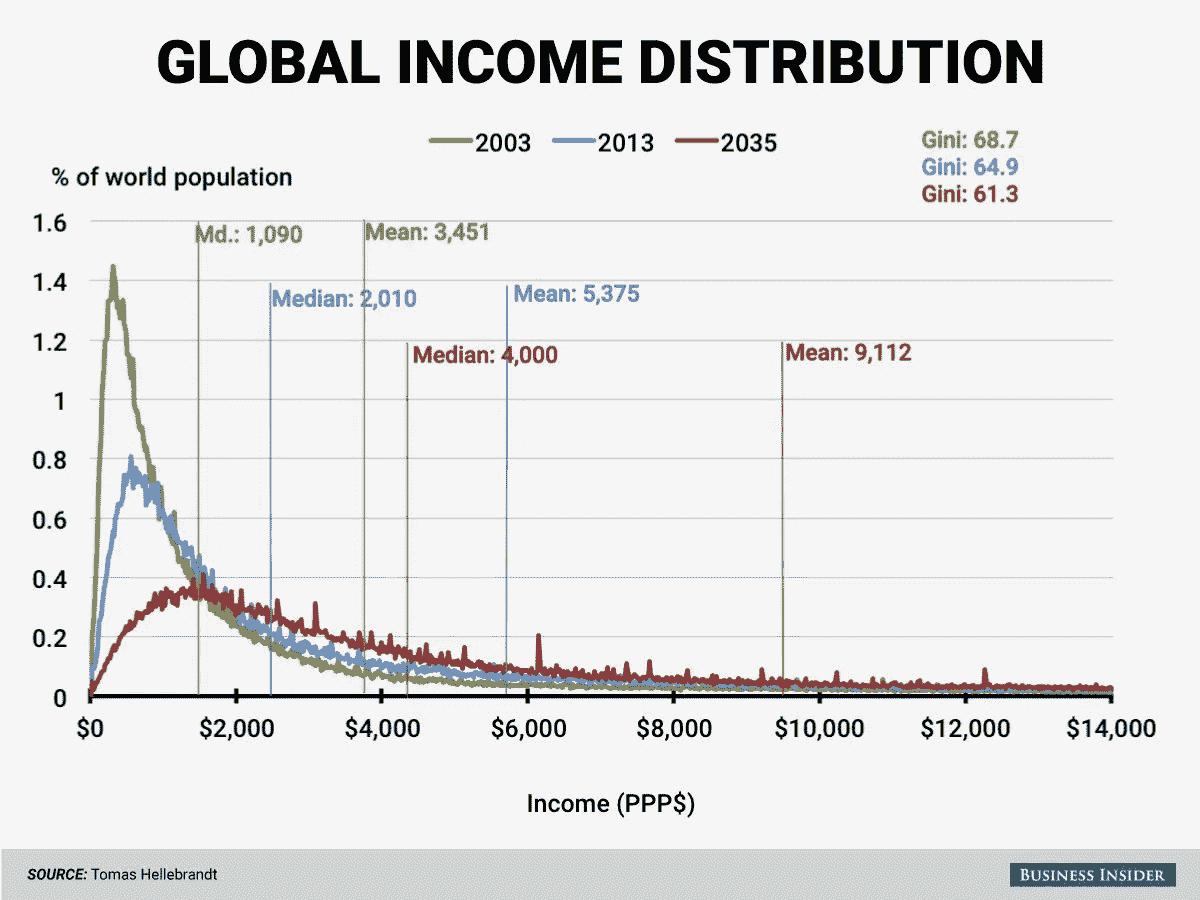 GLOBAL INCOME DISTRIBUTION
2003 2013 2035
Gini: 68.7
Gini: 64.9
Gini: 61.3
% of world population
1.6
Md.: 1,090 Mean: 3,451
1.4
Median: 2,010 Mean: 5,375
1.2
Median: 4,000 Mean: 9,112
1
0.8
0.6
0.4
0.2
0
$0 $2,000 $4,000 $6,000 $8,000 $10,000 $12,000 $14,000
Income (PPP$)
SOURCE: Tomas Hellebrandt
BUSINESS INSIDER